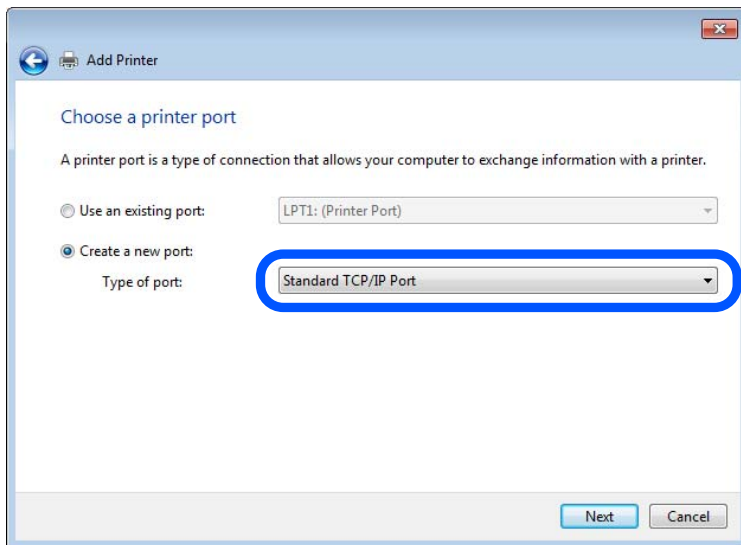 Add Printer
Choose a printer port
A printer port is a type of connection that allows your computer to exchange information with a printer.
Use an existing port: LPT1: (Printer Port)
Create a new port:
Type of port: Standard TCP/IP Port
Next Cancel